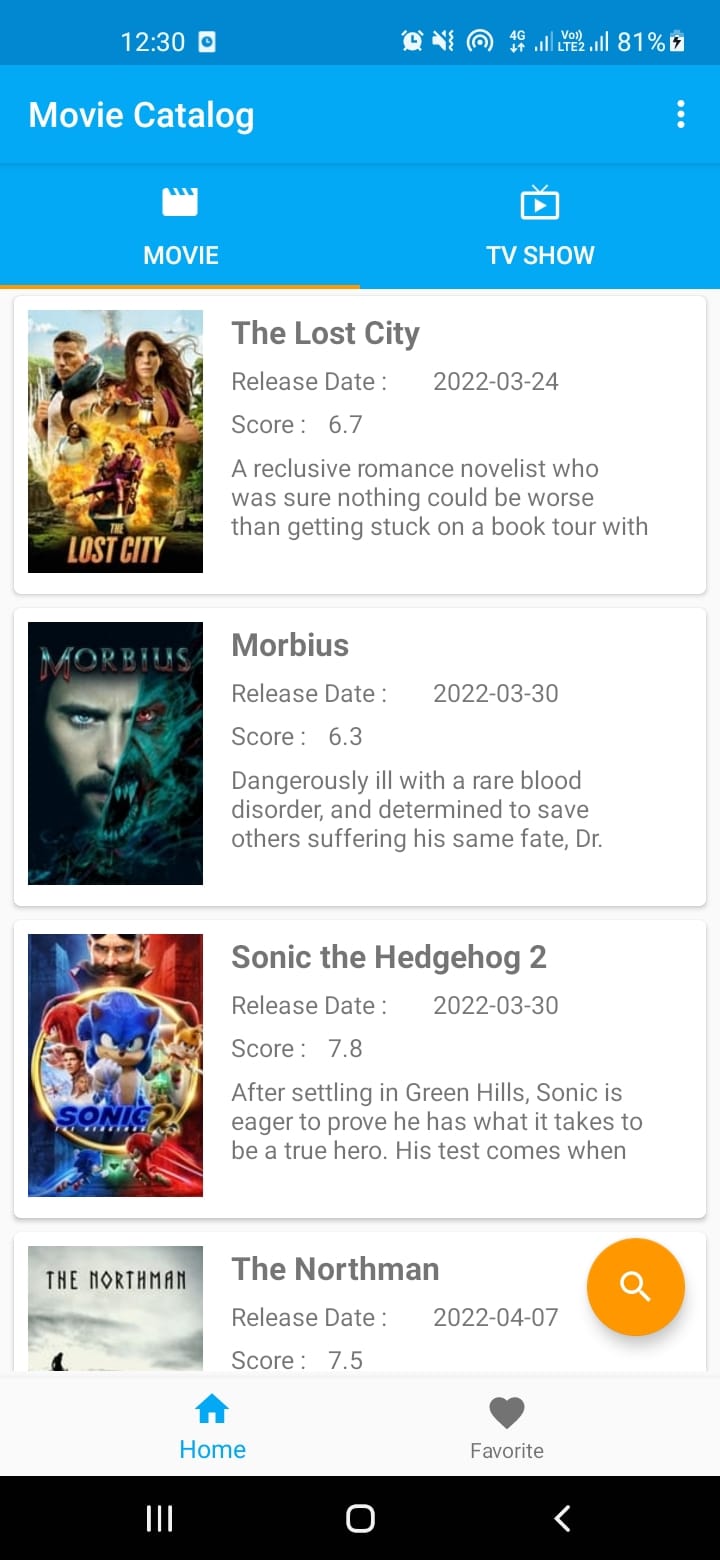 12:30 4G Vo)) LTE2 81%
Movie Catalog
MOVIE TV SHOW
The Lost City
Release Date : 2022-03-24
Score : 6.7
A reclusive romance novelist who
was sure nothing could be worse
than getting stuck on a book tour with
THE
LOST CITY
Morbius
MORBIUS
Release Date : 2022-03-30
Score : 6.3
Dangerously ill with a rare blood
disorder, and determined to save
others suffering his same fate, Dr.
Sonic the Hedgehog 2
Release Date : 2022-03-30
Score : 7.8
After settling in Green Hills, Sonic is
eager to prove he has what it takes to
be a true hero. His test comes when
SONIC 2
THE NORTHMAN
The Northman
Release Date : 2022-04-07
Score : 7.5
Home Favorite